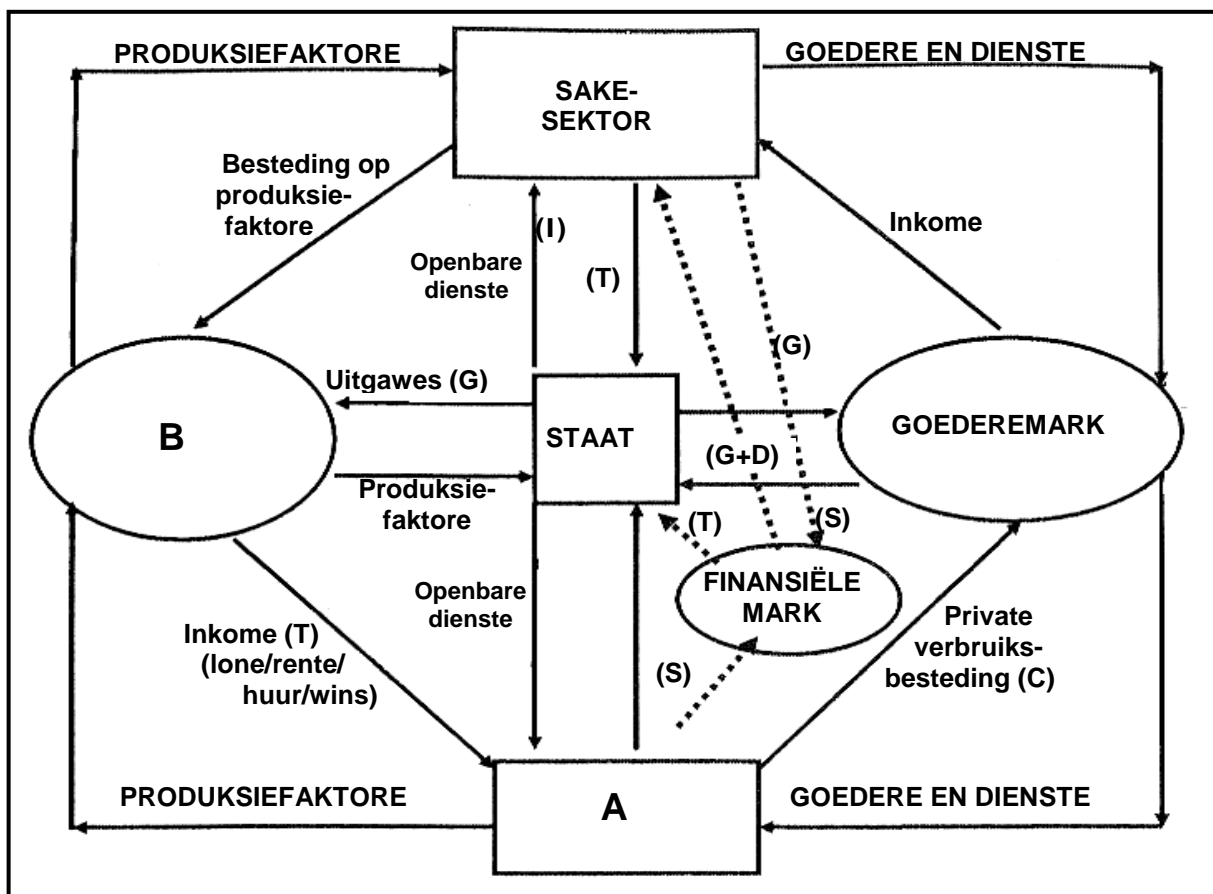 PRODUKSIEFAKTORE
GOEDERE EN DIENSTE
SAKE-
SEKTOR
Besteding op
produksie-
faktore
(I)
Openbare
dienste
(T)
Inkome
(G)
Uitgawes (G)
B
STAAT
GOEDEREMARK
(G+D)
Produksie-
faktore
(T)
(S)
FINANSIËLE
MARK
Openbare
dienste
Inkome (T)
(lone/rente/
huur/wins)
(S)
Private
verbruiks-
besteding (C)
PRODUKSIEFAKTORE
A
GOEDERE EN DIENSTE